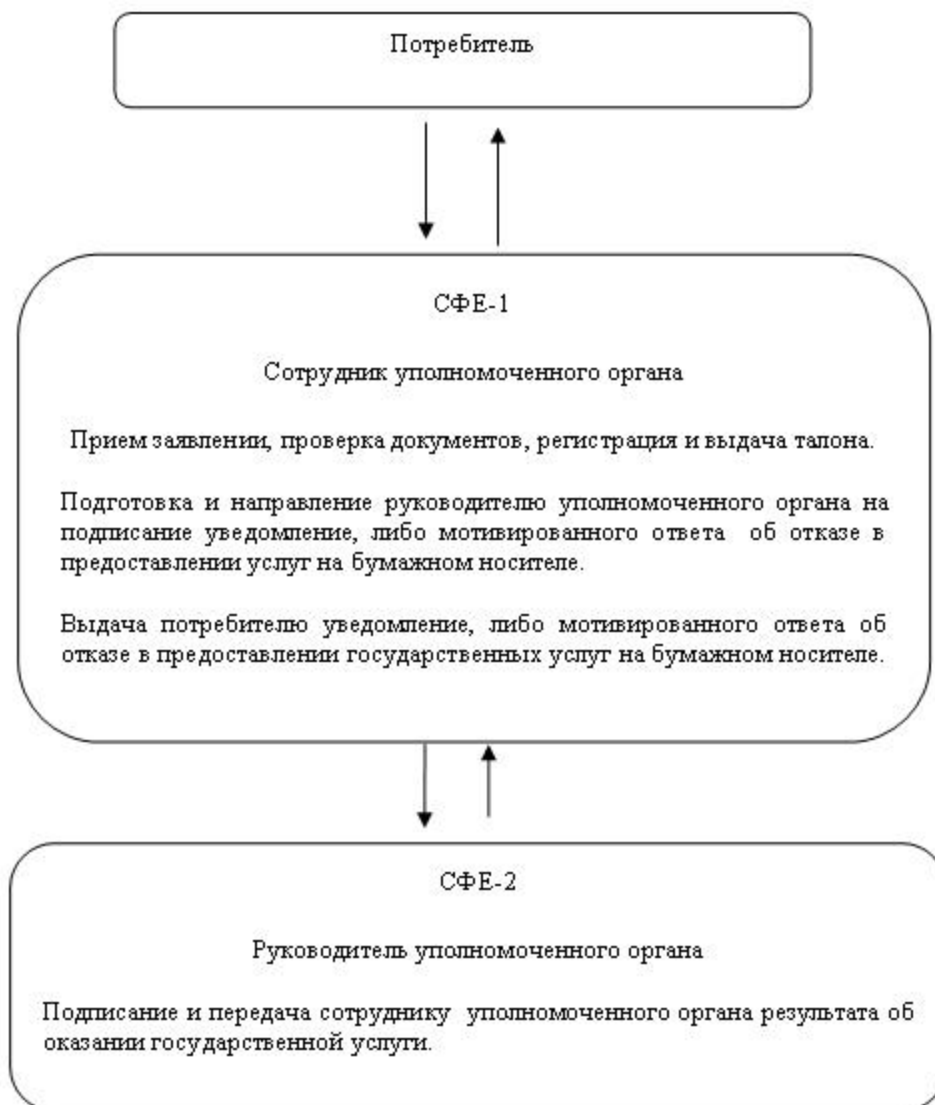 Потребитель
СФЕ-1
Сотрудник уполномоченного органа
Прием заявлении, проверка документов, регистрация и выдача талона.
Подготовка и направление руководителю уполномоченного органа на
подписание уведомление, либо мотивированного ответа об отказе в
предоставлении услуг на бумажном носителе.
Выдача потребителю уведомление, либо мотивированного ответа об
отказе в предоставлении государственных услуг на бумажном носителе.
СФЕ-2
Руководитель уполномоченного органа
Подписание и передача сотруднику уполномоченного органа результата об
оказании государственной услуги.